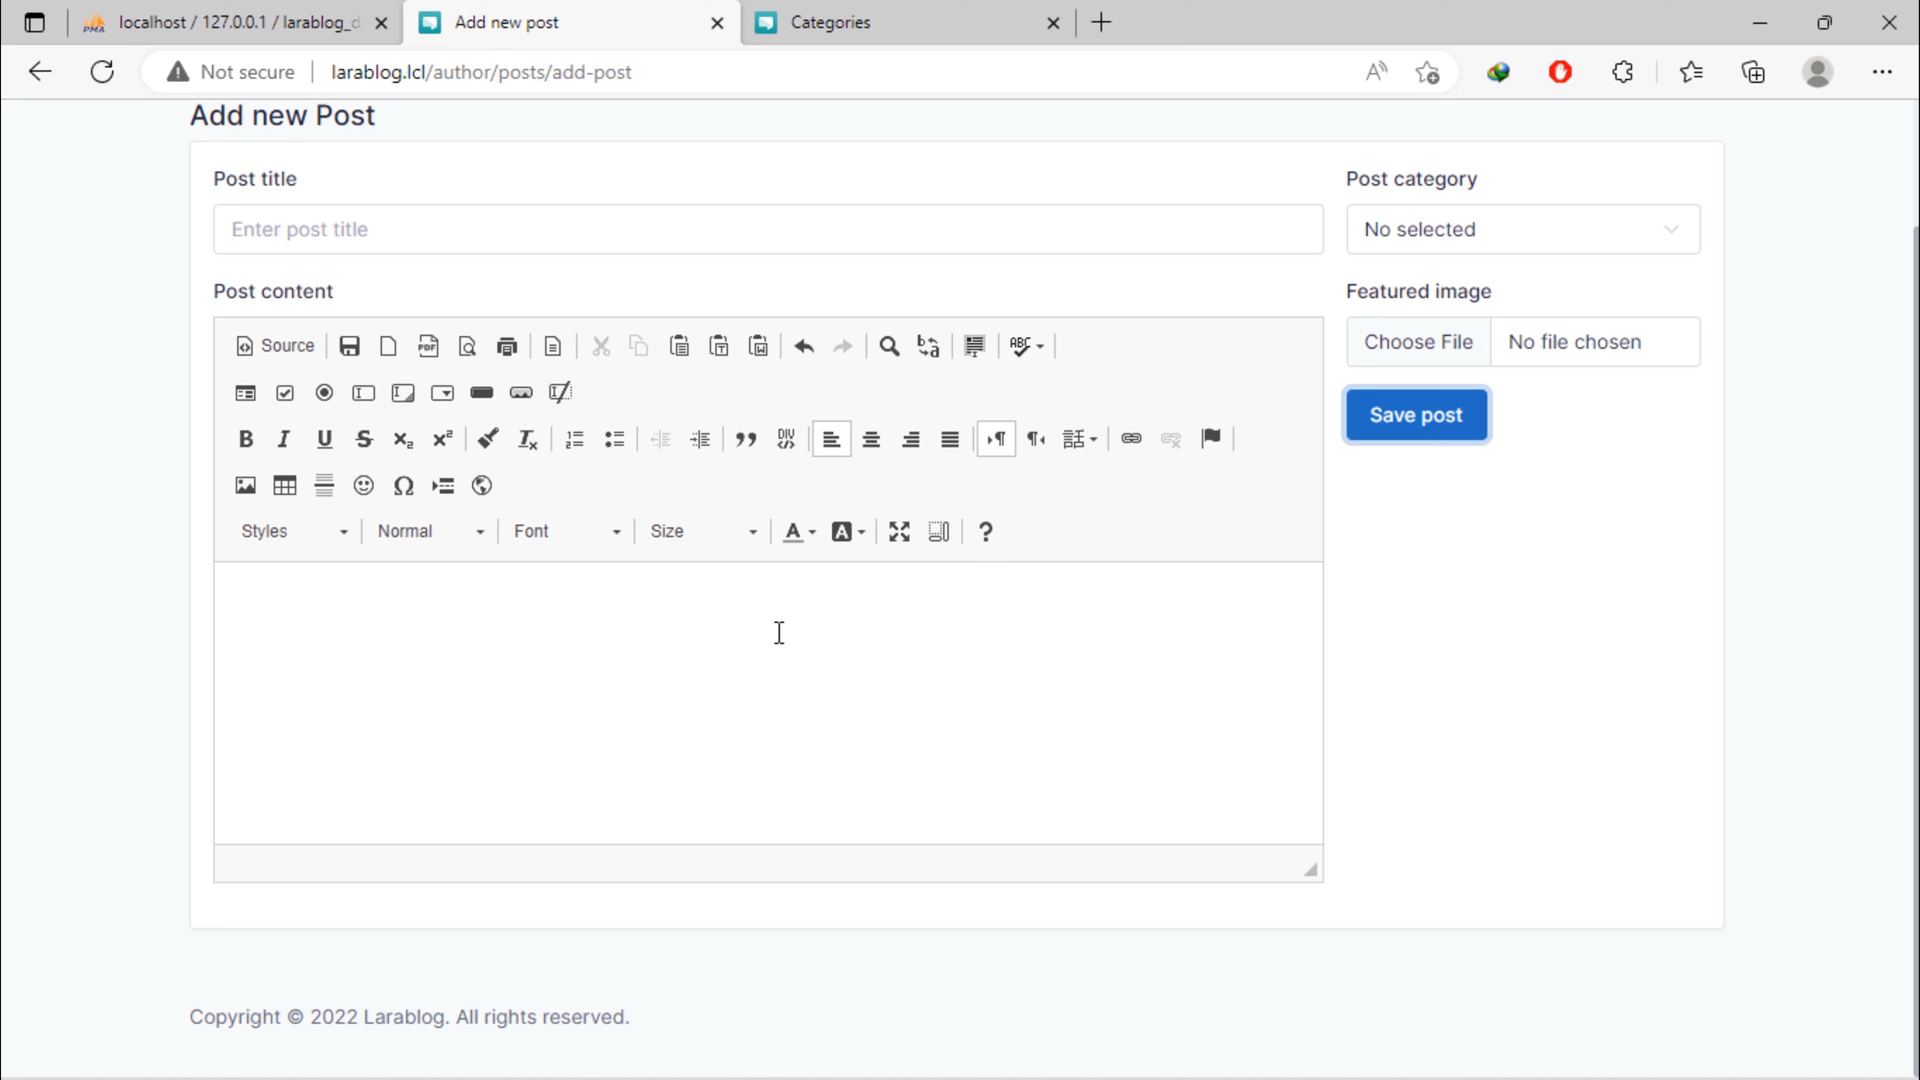 localhost / 127.0.0.1 / larablog_d
Add new post
Categories
Not secure
larablog.lcl/author/posts/add-post
Add new Post
Post title
Post category
Enter post title
No selected
Post content
Featured image
Source
Choose File
No file chosen
Save post
Styles
Normal
Font
Size
Copyright © 2022 Larablog. All rights reserved.